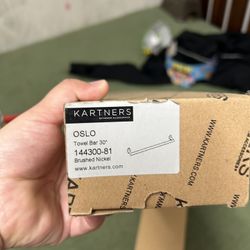 KARTNERS
OSLO
Towel Bar 30"
144300-81
Brushed Nickel
www.kartners.com
WWW.KARTNERS.COM